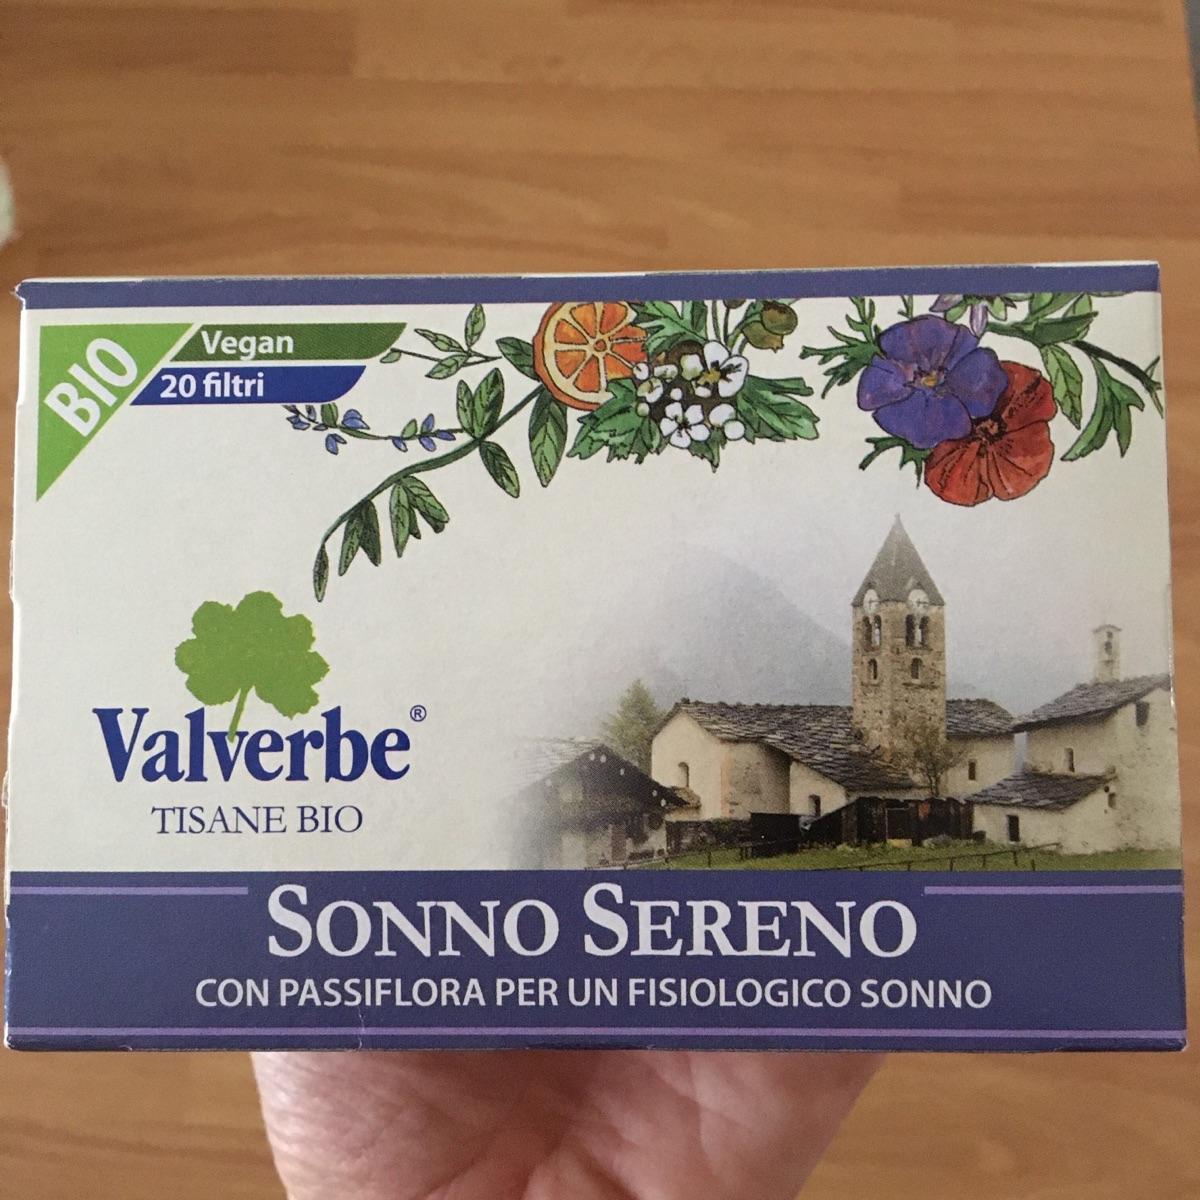 BIO
Vegan
20 filtri
Valverbe®
TISANE BIO
SONNO SERENO
CON PASSIFLORA PER UN FISIOLOGICO SONNO